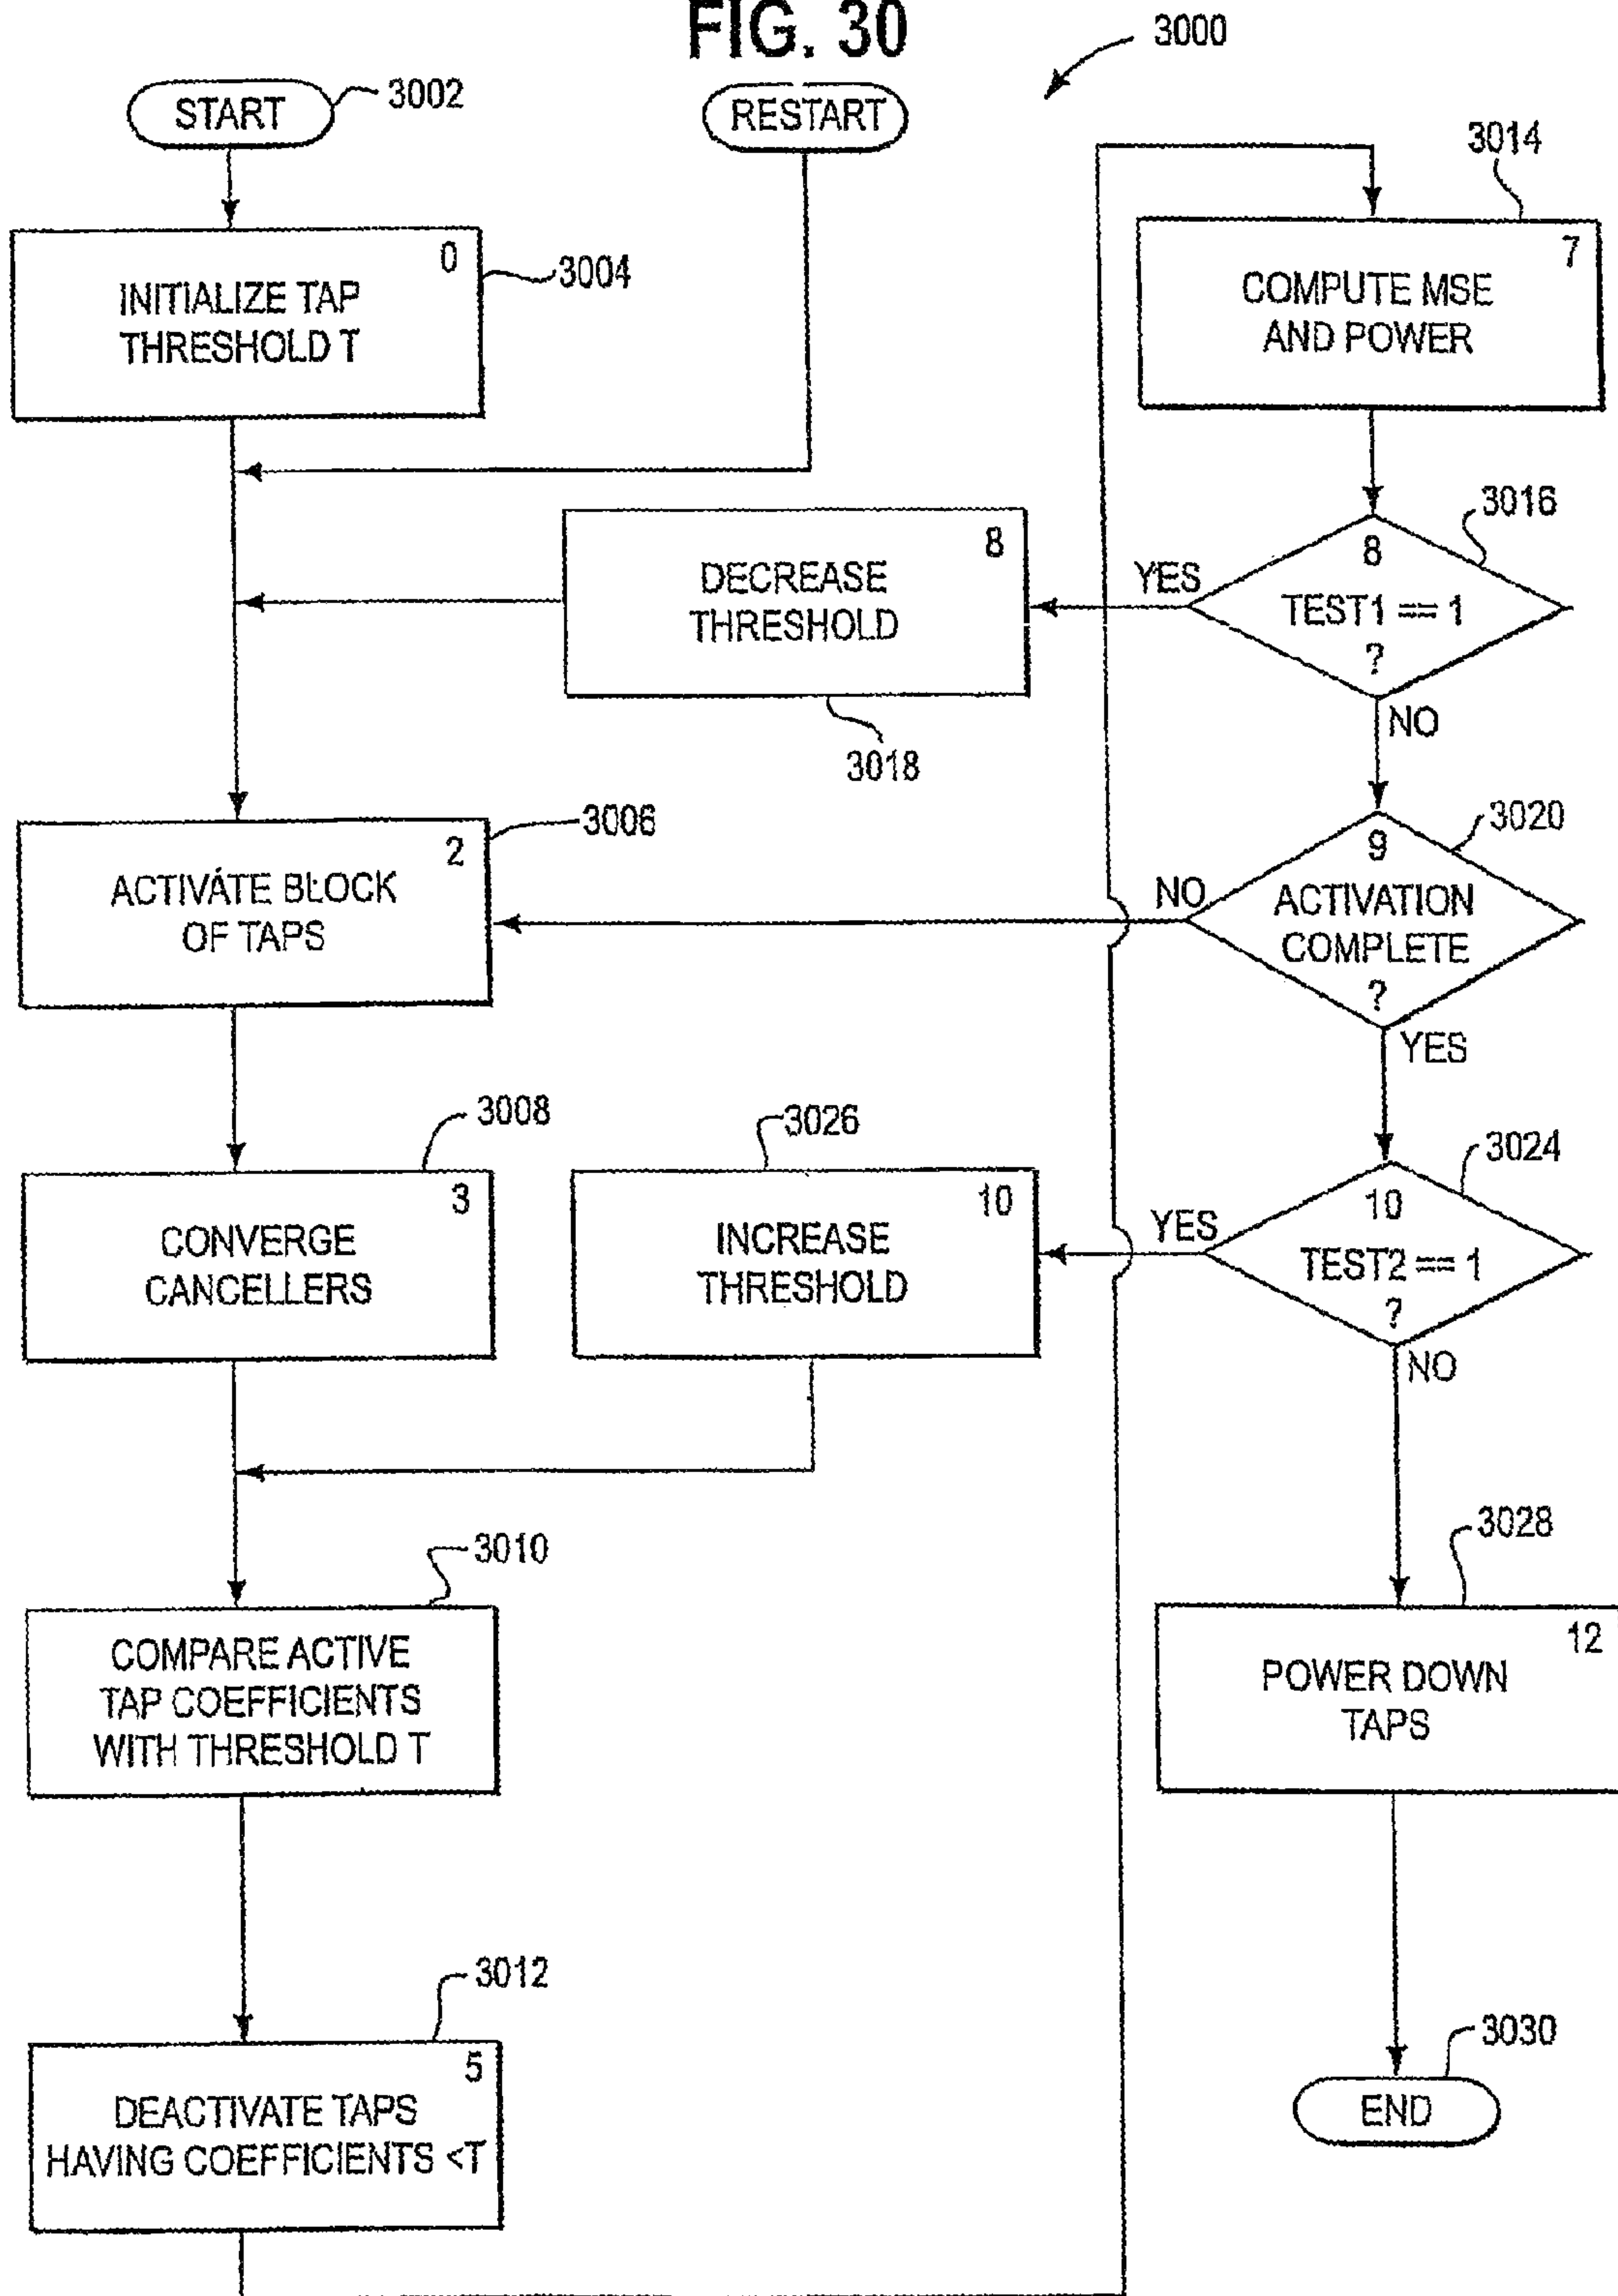 FIG. 30
3000
START
3002
RESTART
0
INITIALIZE TAP
THRESHOLD T
3004
3014
7
COMPUTE MSE
AND POWER
8
DECREASE
THRESHOLD
3018
3016
8
TEST1 == 1
?
YES
NO
3006
2
ACTIVATE BLOCK
OF TAPS
3020
9
ACTIVATION
COMPLETE
?
NO
YES
3008
3
CONVERGE
CANCELLERS
3026
10
INCREASE
THRESHOLD
3024
10
TEST2 == 1
?
YES
NO
3010
COMPARE ACTIVE
TAP COEFFICIENTS
WITH THRESHOLD T
3028
12
POWER DOWN
TAPS
3012
5
DEACTIVATE TAPS
HAVING COEFFICIENTS <T
3030
END